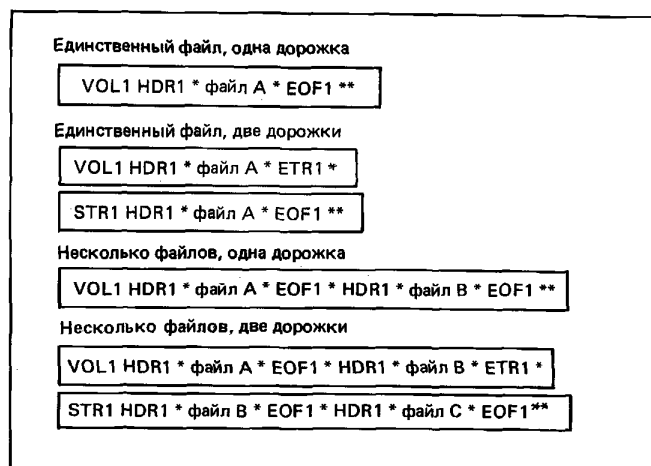 Единственный файл, одна дорожка
VOL1 HDR1 * файл A * EOF1 **
Единственный файл, две дорожки
VOL1 HDR1 * файл A * ETR1 *
STR1 HDR1 * файл A * EOF1 **
Несколько файлов, одна дорожка
VOL1 HDR1 * файл A * EOF1 * HDR1 * файл B * EOF1 **
Несколько файлов, две дорожки
VOL1 HDR1 * файл A * EOF1 * HDR1 * файл B * ETR1 *
STR1 HDR1 * файл B * EOF1 * HDR1 * файл C * EOF1 **